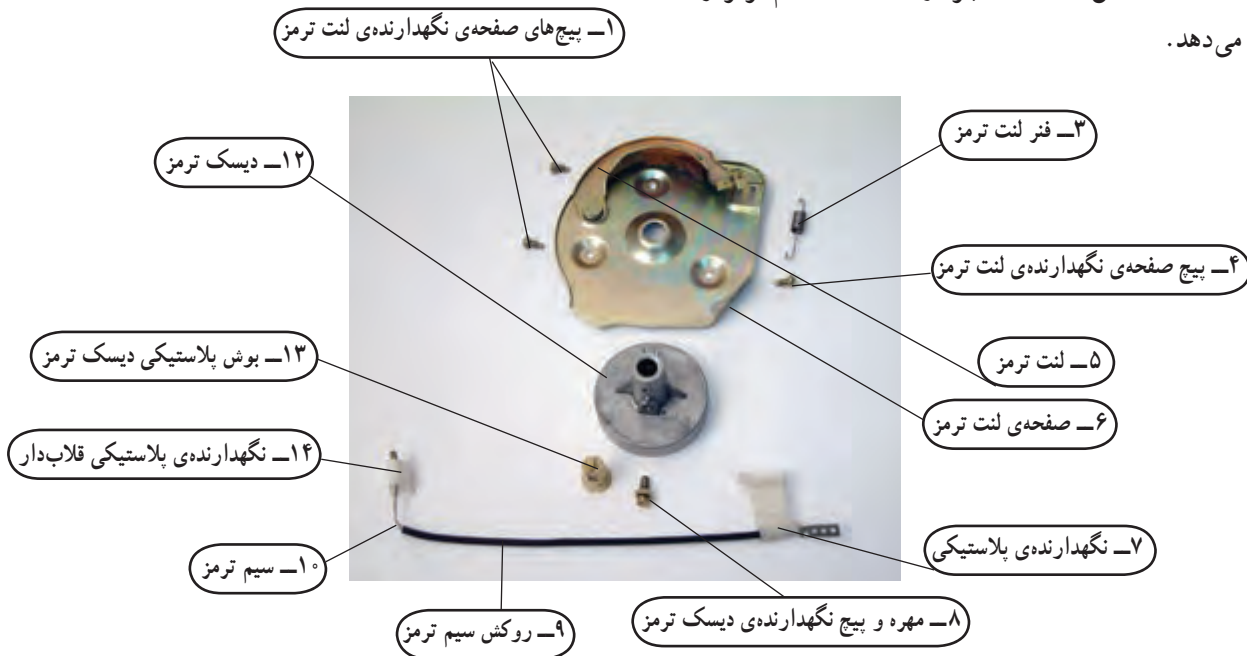 می‌دهد.
۱ــ پیچ‌های صفحه‌ی نگهدارنده‌ی لنت ترمز
۳ــ فنر لنت ترمز
۱۲ــ دیسک ترمز
۴ــ پیچ صفحه‌ی نگهدارنده‌ی لنت ترمز
۱۳ــ بوش پلاستیکی دیسک ترمز
۵ــ لنت ترمز
۶ــ صفحه‌ی لنت ترمز
۱۴ــ نگهدارنده‌ی پلاستیکی قلاب‌دار
۷ــ نگهدارنده‌ی پلاستیکی
۱۰ــ سیم ترمز
۸ــ مهره و پیچ نگهدارنده‌ی دیسک ترمز
۹ــ روکش سیم ترمز